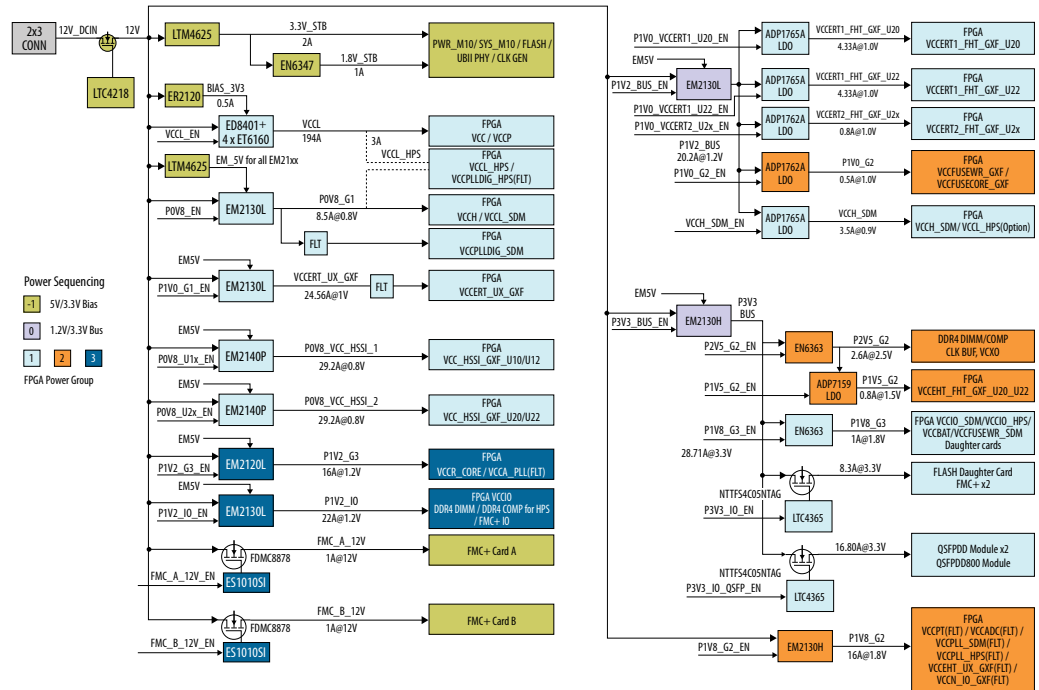 2x3
CONN
12V_DCIN
12V
LTC4218
LTM4625
3.3V_STB
2A
EN6347
1.8V_STB
1A
PWR_M10/ SYS_M10 / FLASH /
UBII PHY / CLK GEN
ER2120
BIAS_3V3
0.5A
VCCL_EN
ED8401+
4 x ET6160
VCCL
194A
3A
VCCL_HPS
FPGA
VCC / VCCP
FPGA
VCCL_HPS /
VCCPLLDIG_HPS(FLT)
LTM4625
EM_5V for all EM21xx
P0V8_EN
EM2130L
P0V8_G1
8.5A@0.8V
FPGA
VCCH / VCCL_SDM
FLT
FPGA
VCCPLLDIG_SDM
EM5V
P1V0_G1_EN
EM2130L
VCCERT_UX_GXF
24.56A@1V
FLT
FPGA
VCCERT_UX_GXF
Power Sequencing
-1
5V/3.3V Bias
0
1.2V/3.3V Bus
1
2
3
FPGA Power Group
EM5V
P0V8_U1x_EN
EM2140P
P0V8_VCC_HSSI_1
29.2A@0.8V
FPGA
VCC_HSSI_GXF_U10/U12
EM5V
P0V8_U2x_EN
EM2140P
P0V8_VCC_HSSI_2
29.2A@0.8V
FPGA
VCC_HSSI_GXF_U20/U22
EM5V
P1V2_G3_EN
EM2120L
P1V2_G3
16A@1.2V
FPGA
VCCR_CORE / VCCA_PLL(FLT)
EM5V
P1V2_IO_EN
EM2130L
P1V2_IO
22A@1.2V
FPGA VCCIO
DDR4 DIMM / DDR4 COMP for HPS
/ FMC+ IO
FMC_A_12V_EN
FDMC8878
ES1010SI
FMC_A_12V
1A@12V
FMC+ Card A
FMC_B_12V_EN
FDMC8878
ES1010SI
FMC_B_12V
1A@12V
FMC+ Card B
P1V0_VCCERT1_U20_EN
EM5V
P1V2_BUS_EN
EM2130L
P1V0_VCCERT1_U22_EN
P1V0_VCCERT2_U2x_EN
P1V2_BUS
20.2A@1.2V
P1V0_G2_EN
VCCH_SDM_EN
ADP1765A
LDO
VCCERT1_FHT_GXF_U20
4.33A@1.0V
FPGA
VCCERT1_FHT_GXF_U20
ADP1765A
LDO
VCCERT1_FHT_GXF_U22
4.33A@1.0V
FPGA
VCCERT1_FHT_GXF_U22
ADP1762A
LDO
VCCERT2_FHT_GXF_U2x
0.8A@1.0V
FPGA
VCCERT2_FHT_GXF_U2x
ADP1762A
LDO
P1V0_G2
0.5A@1.0V
FPGA
VCCFUSEWR_GXF /
VCCFUSECORE_GXF
ADP1765A
LDO
VCCH_SDM
3.5A@0.9V
FPGA
VCCH_SDM/ VCCL_HPS(Option)
EM5V
P3V3_BUS_EN
EM2130H
P3V3
BUS
P2V5_G2_EN
EN6363
P2V5_G2
2.6A@2.5V
DDR4 DIMM/COMP
CLK BUF, VCXO
P1V5_G2_EN
ADP7159
LDO
P1V5_G2
0.8A@1.5V
FPGA
VCCEHT_FHT_GXF_U20_U22
P1V8_G3_EN
28.71A@3.3V
EN6363
P1V8_G3
1A@1.8V
FPGA VCCIO_SDM/VCCIO_HPS/
VCCBAT/VCCFUSEWR_SDM
Daughter cards
NTTFS4C05NTAG
P3V3_IO_EN
LTC4365
8.3A@3.3V
FLASH Daughter Card
FMC+ x2
NTTFS4C05NTAG
P3V3_IO_QSFP_EN
LTC4365
16.80A@3.3V
QSFPDD Module x2
QSFPDD800 Module
P1V8_G2_EN
EM2130H
P1V8_G2
16A@1.8V
FPGA
VCCPT(FLT) / VCCADC(FLT) /
VCCPLL_SDM(FLT) /
VCCPLL_HPS(FLT) /
VCCEHT_UX_GXF(FLT) /
VCCN_IO_GXF(FLT)